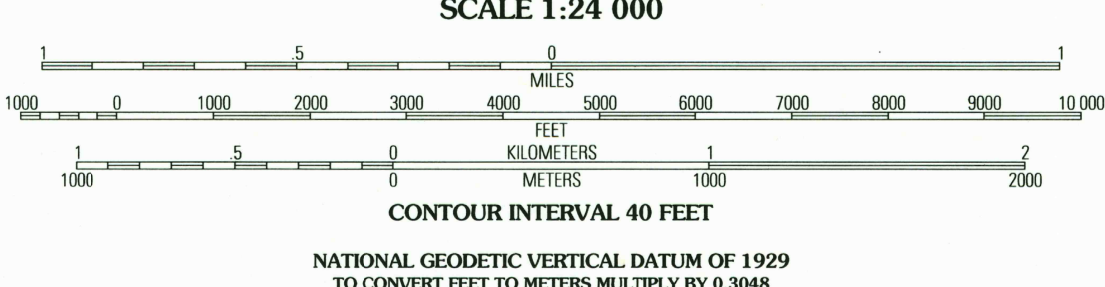 SCALE 1:24 000
1 .5 0 1
MILES
1000 0 1000 2000 3000 4000 5000 6000 7000 8000 9000 10 000
FEET
1 .5 0 KILOMETERS 1 2
1000 0 METERS 1000 2000
CONTOUR INTERVAL 40 FEET
NATIONAL GEODETIC VERTICAL DATUM OF 1929
TO CONVERT FEET TO METERS MULTIPLY BY 0.3048